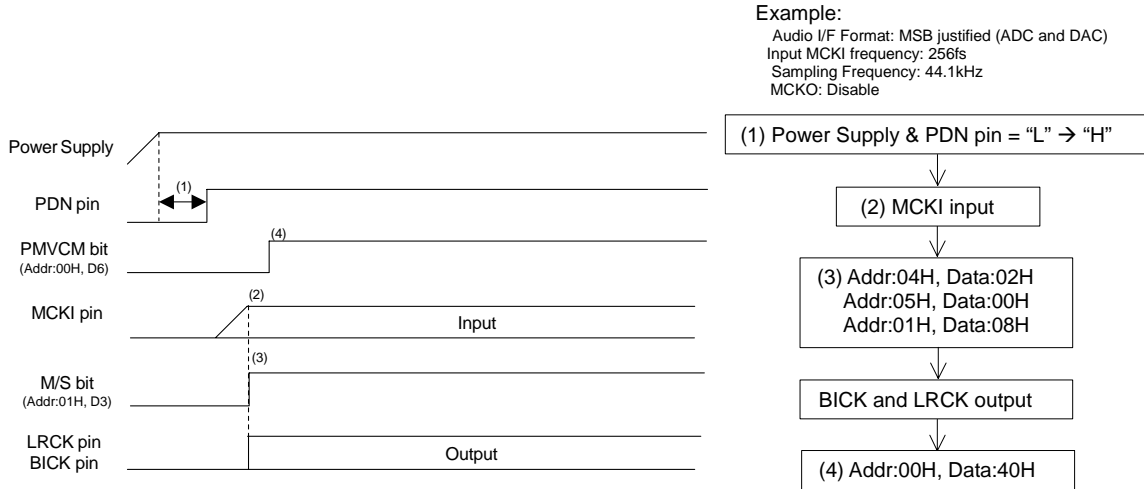 Example:
Audio I/F Format: MSB justified (ADC and DAC)
Input MCKI frequency: 256fs
Sampling Frequency: 44.1kHz
MCKO: Disable
Power Supply
(1)
PDN pin
PMVCM bit
(Addr:00H, D6)
(4)
MCKI pin
(2)
Input
(3)
M/S bit
(Addr:01H, D3)
LRCK pin
BICK pin
Output
(1) Power Supply & PDN pin = “L” → “H”
(2) MCKI input
(3) Addr:04H, Data:02H
Addr:05H, Data:00H
Addr:01H, Data:08H
BICK and LRCK output
(4) Addr:00H, Data:40H